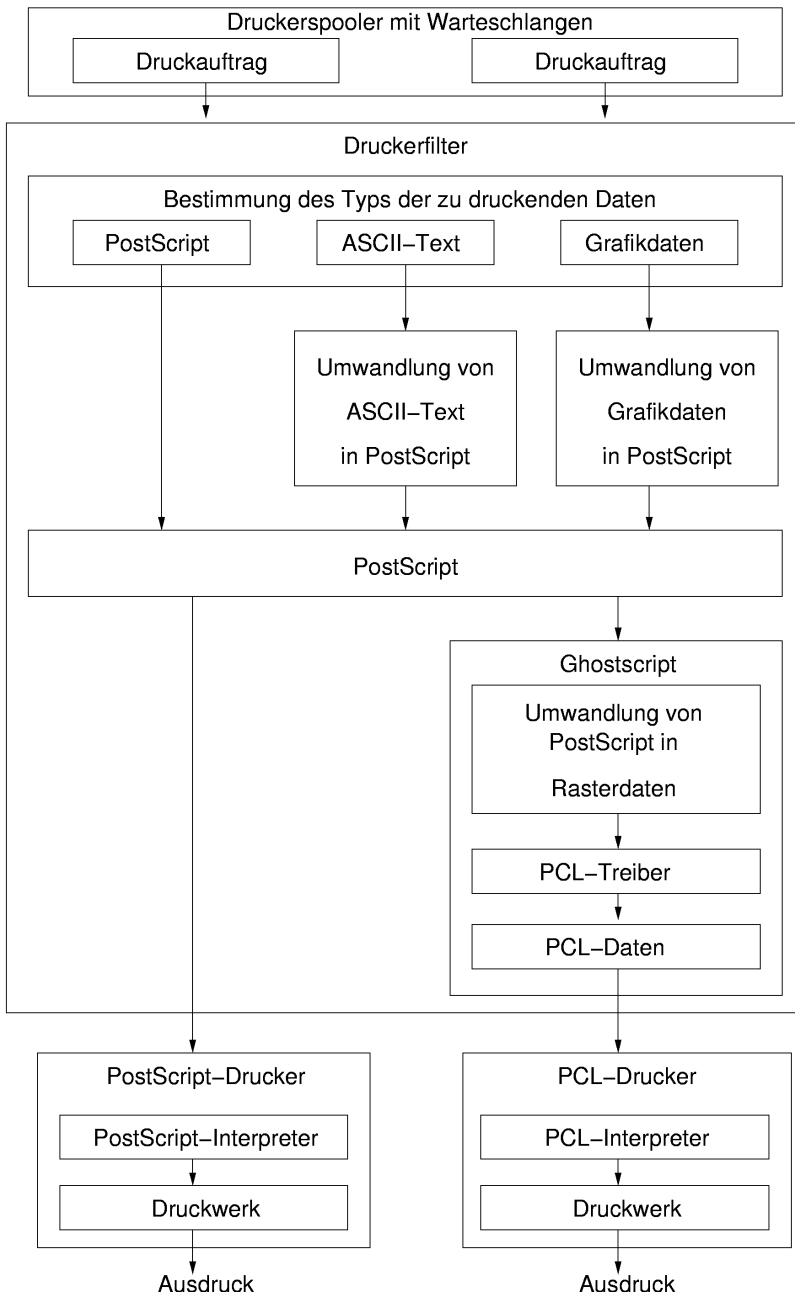 Druckerspooler mit Warteschlangen
Druckauftrag
Druckauftrag
Druckerfilter
Bestimmung des Typs der zu druckenden Daten
PostScript
ASCII−Text
Grafikdaten
Umwandlung von
ASCII−Text
in PostScript
Umwandlung von
Grafikdaten
in PostScript
PostScript
Ghostscript
Umwandlung von
PostScript in
Rasterdaten
PCL−Treiber
PCL−Daten
PostScript−Drucker
PostScript−Interpreter
Druckwerk
Ausdruck
PCL−Drucker
PCL−Interpreter
Druckwerk
Ausdruck